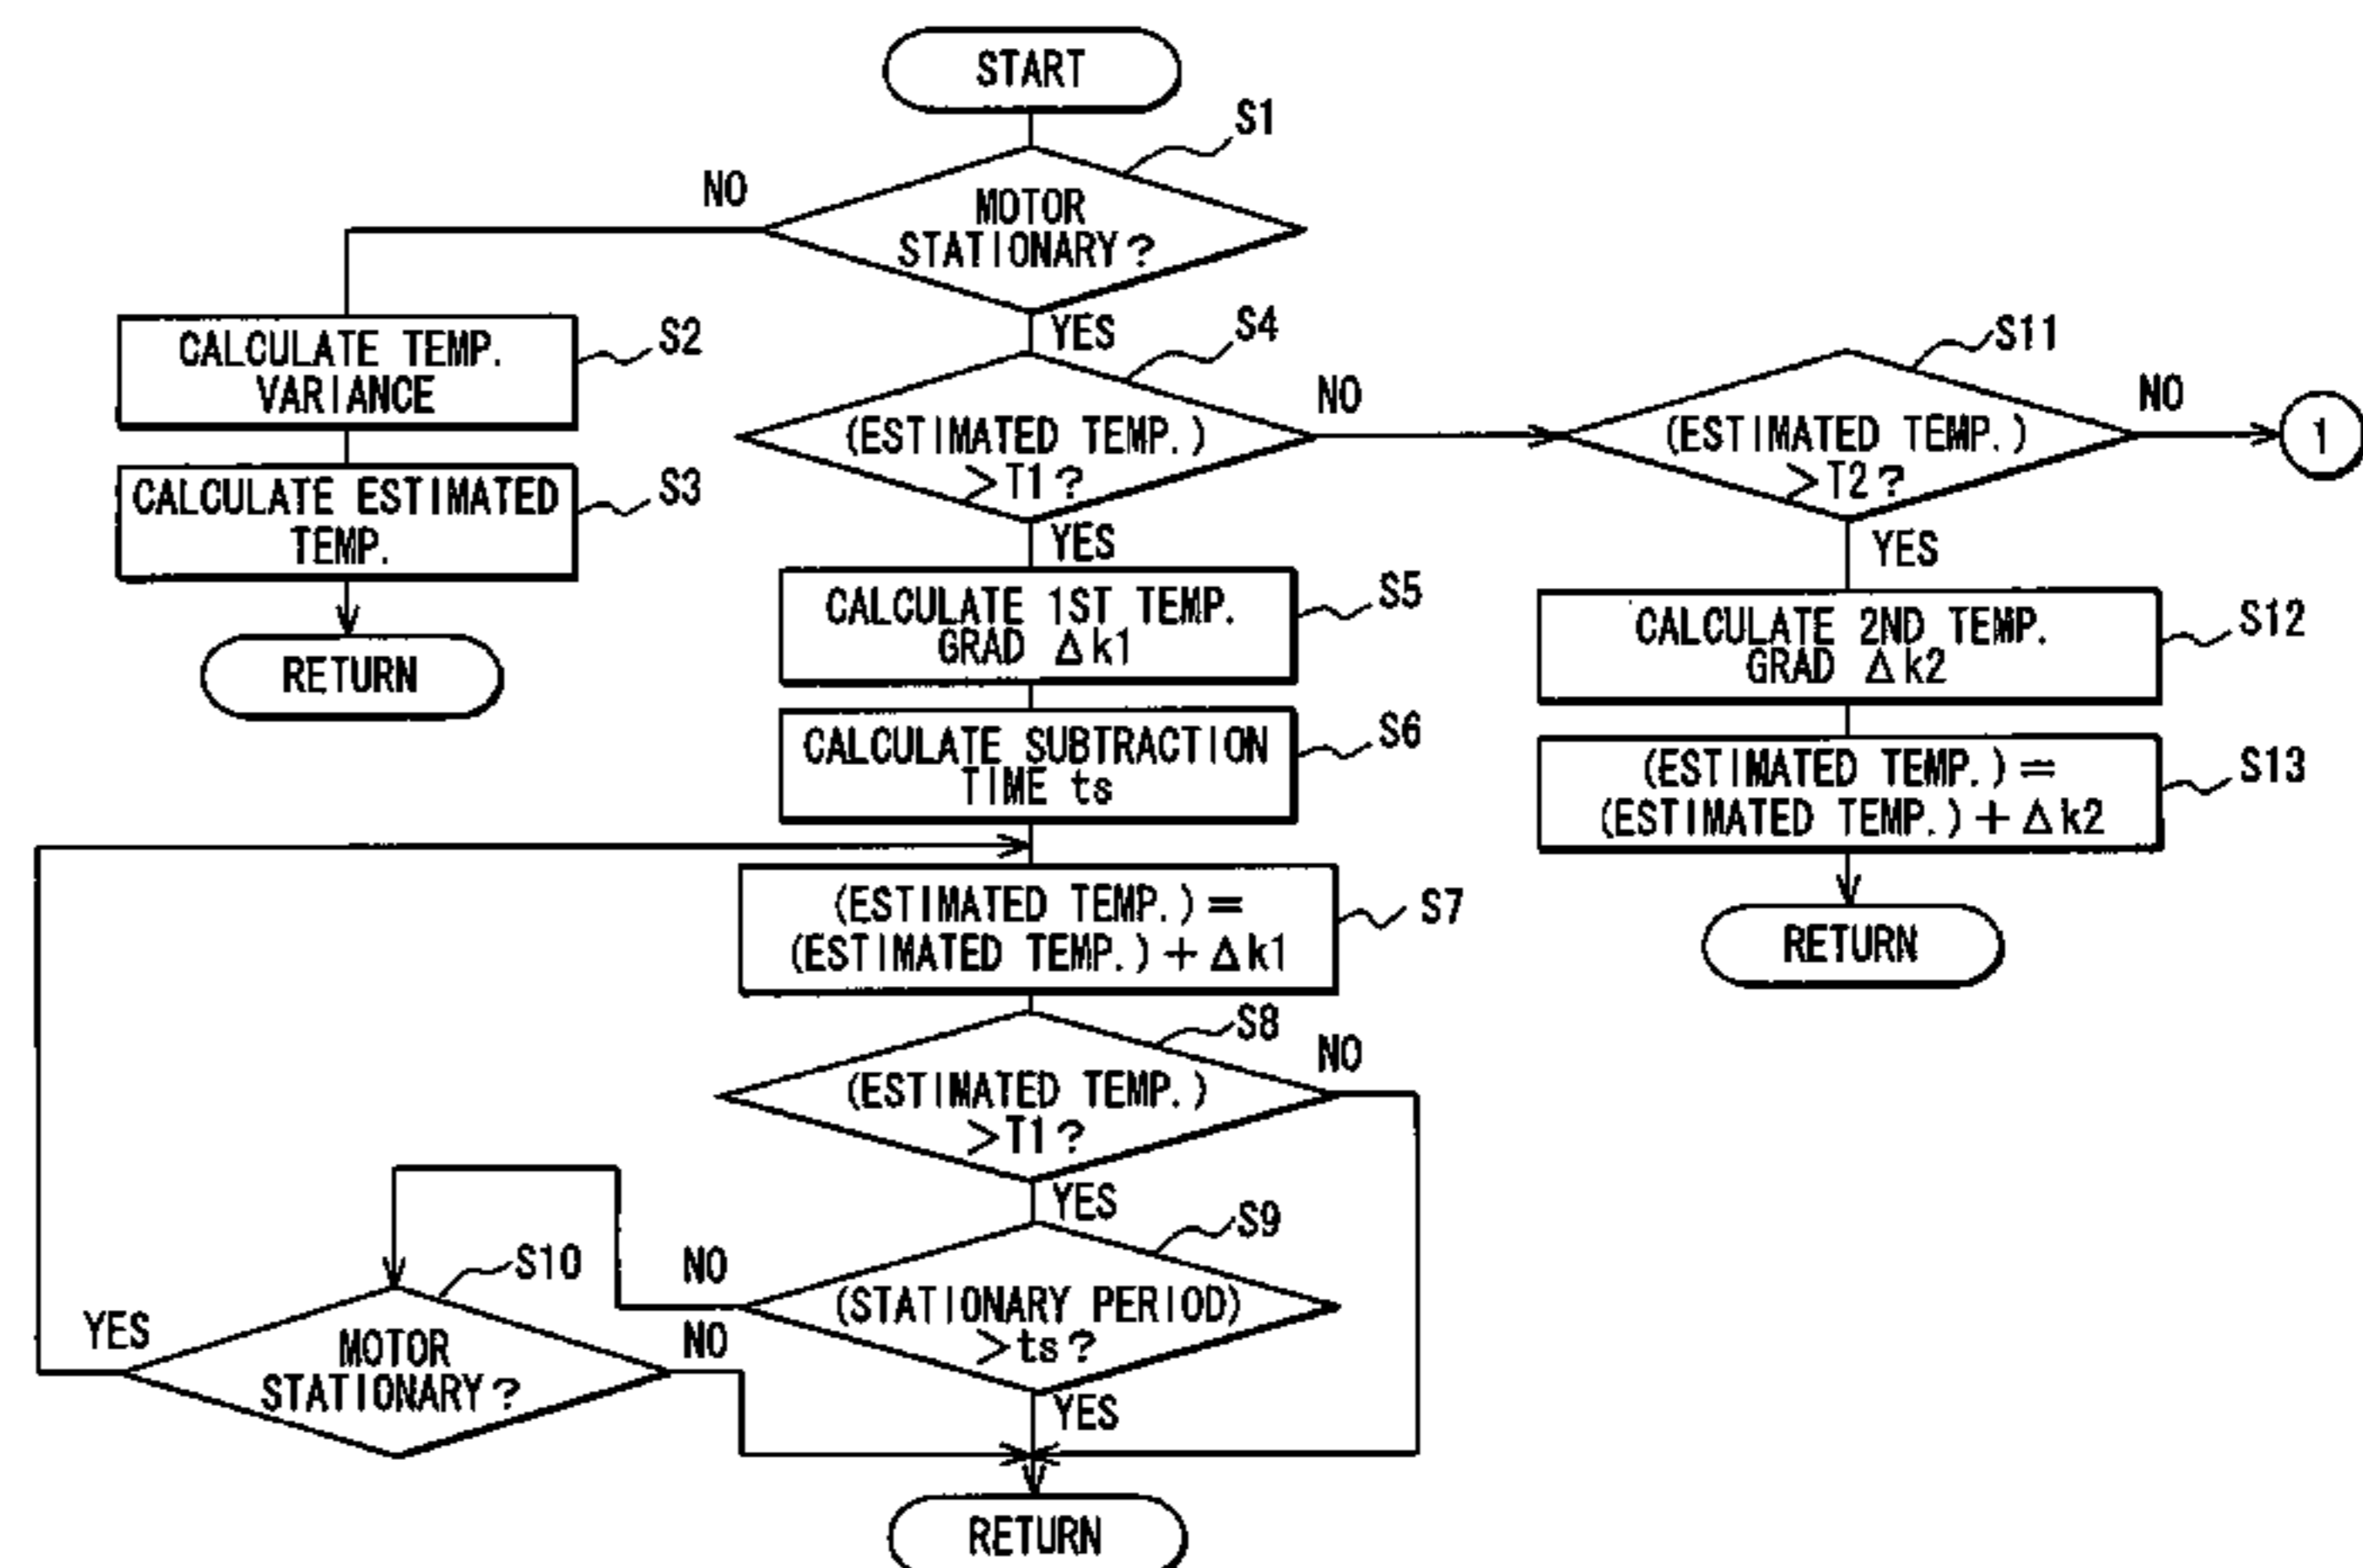 START
S1
NO
MOTOR
STATIONARY?
YES
S2
CALCULATE TEMP.
VARIANCE
S3
CALCULATE ESTIMATED
TEMP.
RETURN
S4
(ESTIMATED TEMP.)
>T1?
NO
YES
S11
(ESTIMATED TEMP.)
>T2?
NO
1
YES
S5
CALCULATE 1ST TEMP.
GRAD Δk1
S6
CALCULATE SUBTRACTION
TIME ts
S12
CALCULATE 2ND TEMP.
GRAD Δk2
S13
(ESTIMATED TEMP.)=
(ESTIMATED TEMP.)+Δk2
RETURN
S7
(ESTIMATED TEMP.)=
(ESTIMATED TEMP.)+Δk1
S8
(ESTIMATED TEMP.)
>T1?
NO
YES
S9
(STATIONARY PERIOD)
>ts?
NO
YES
S10
MOTOR
STATIONARY?
YES
NO
RETURN